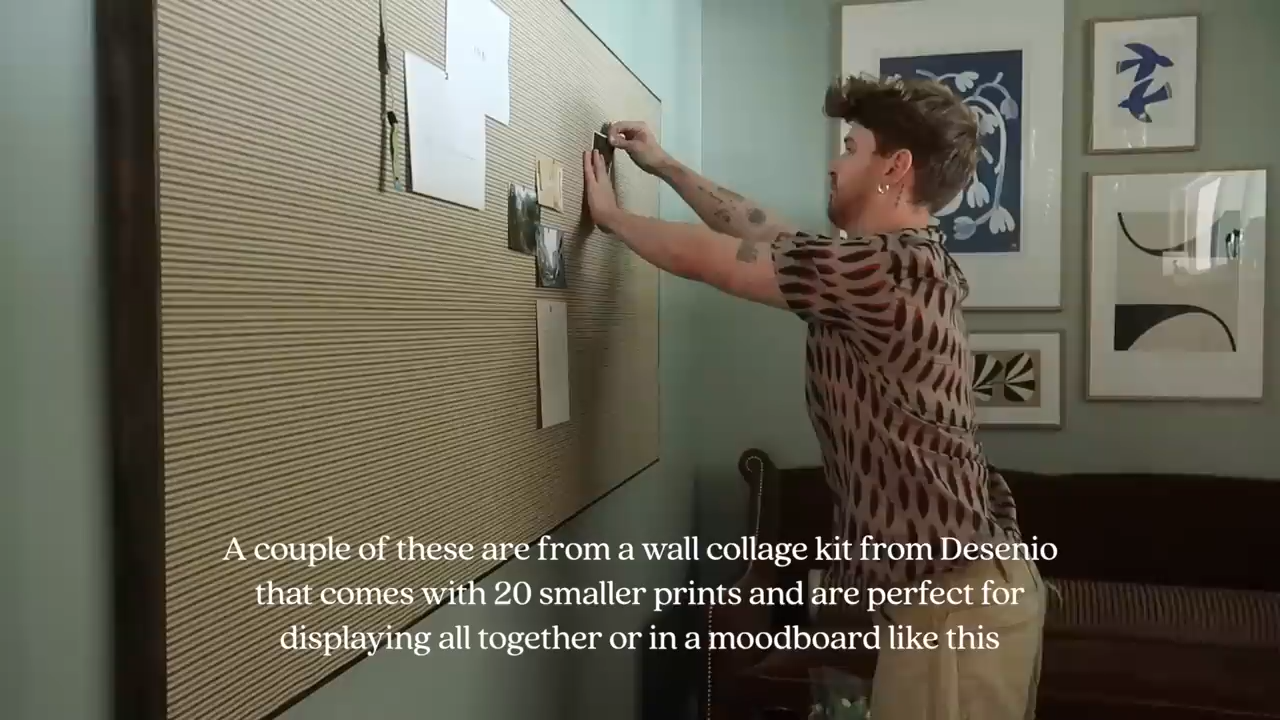 A couple of these are from a wall collage kit from Desenio
that comes with 20 smaller prints and are perfect for
displaying all together or in a moodboard like this